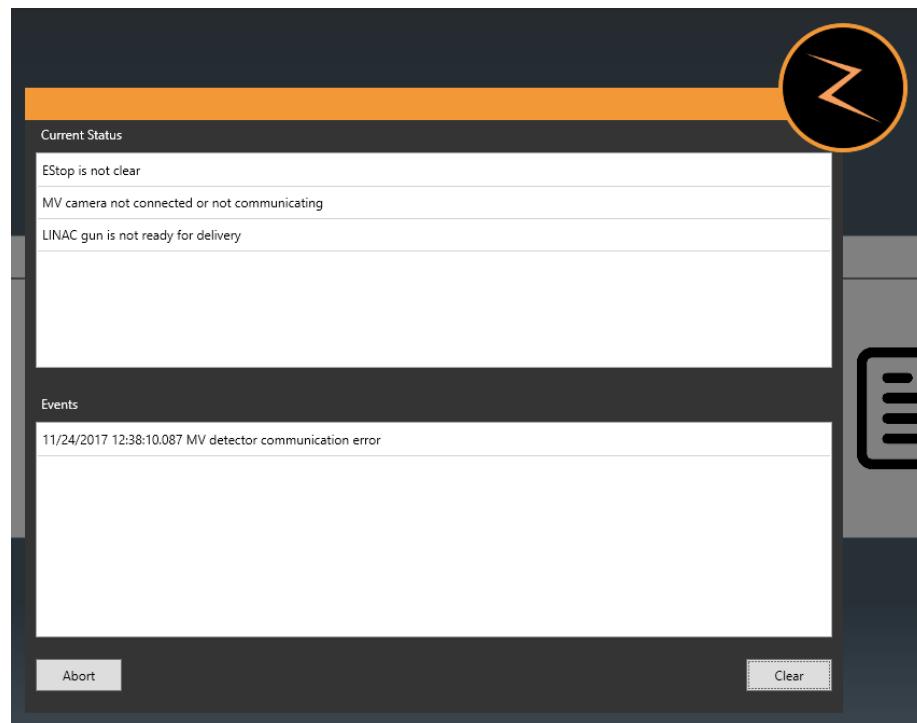 Current Status
EStop is not clear
MV camera not connected or not communicating
LINAC gun is not ready for delivery
Events
11/24/2017 12:38:10.087 MV detector communication error
Abort
Clear